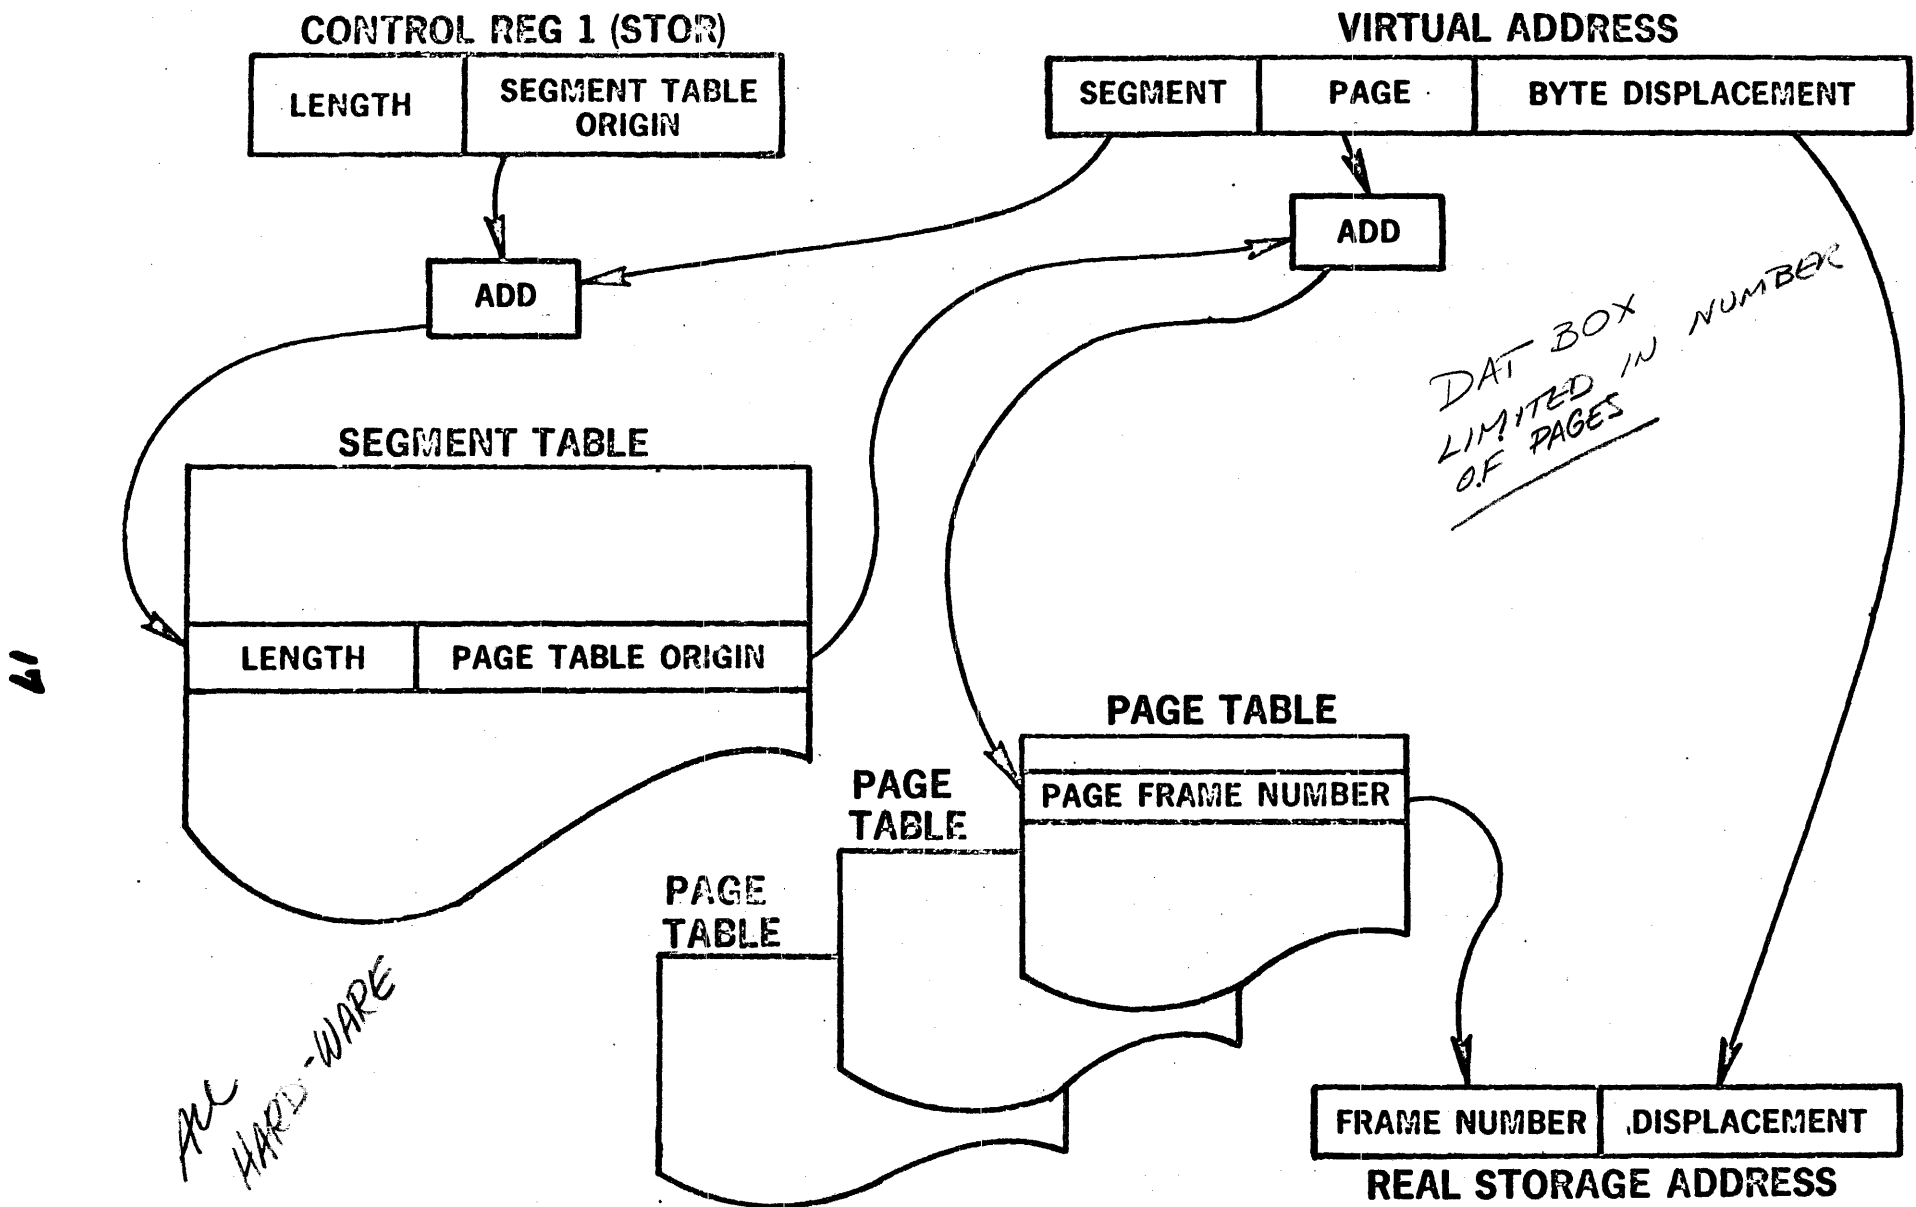 CONTROL REG 1 (STOR)
LENGTH
SEGMENT TABLE
ORIGIN
VIRTUAL ADDRESS
SEGMENT
PAGE
BYTE DISPLACEMENT
ADD
ADD
DAT BOX
LIMITED IN NUMBER
OF PAGES
SEGMENT TABLE
LENGTH
PAGE TABLE ORIGIN
PAGE TABLE
PAGE FRAME NUMBER
PAGE
TABLE
PAGE
TABLE
ALL
HARD-WARE
FRAME NUMBER
DISPLACEMENT
REAL STORAGE ADDRESS